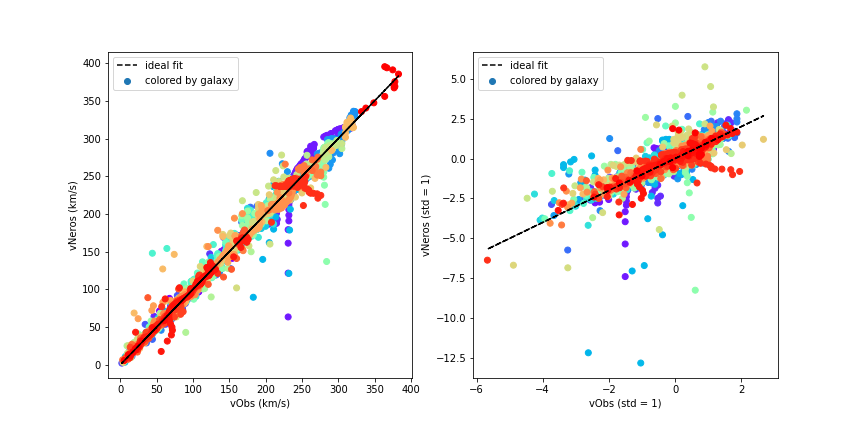 ideal fit
colored by galaxy
400
350
300
250
200
150
100
50
0
vNeros (km/s)
0 50 100 150 200 250 300 350 400
vObs (km/s)
ideal fit
colored by galaxy
5.0
2.5
0.0
−2.5
−5.0
−7.5
−10.0
−12.5
vNeros (std = 1)
−6 −4 −2 0 2
vObs (std = 1)